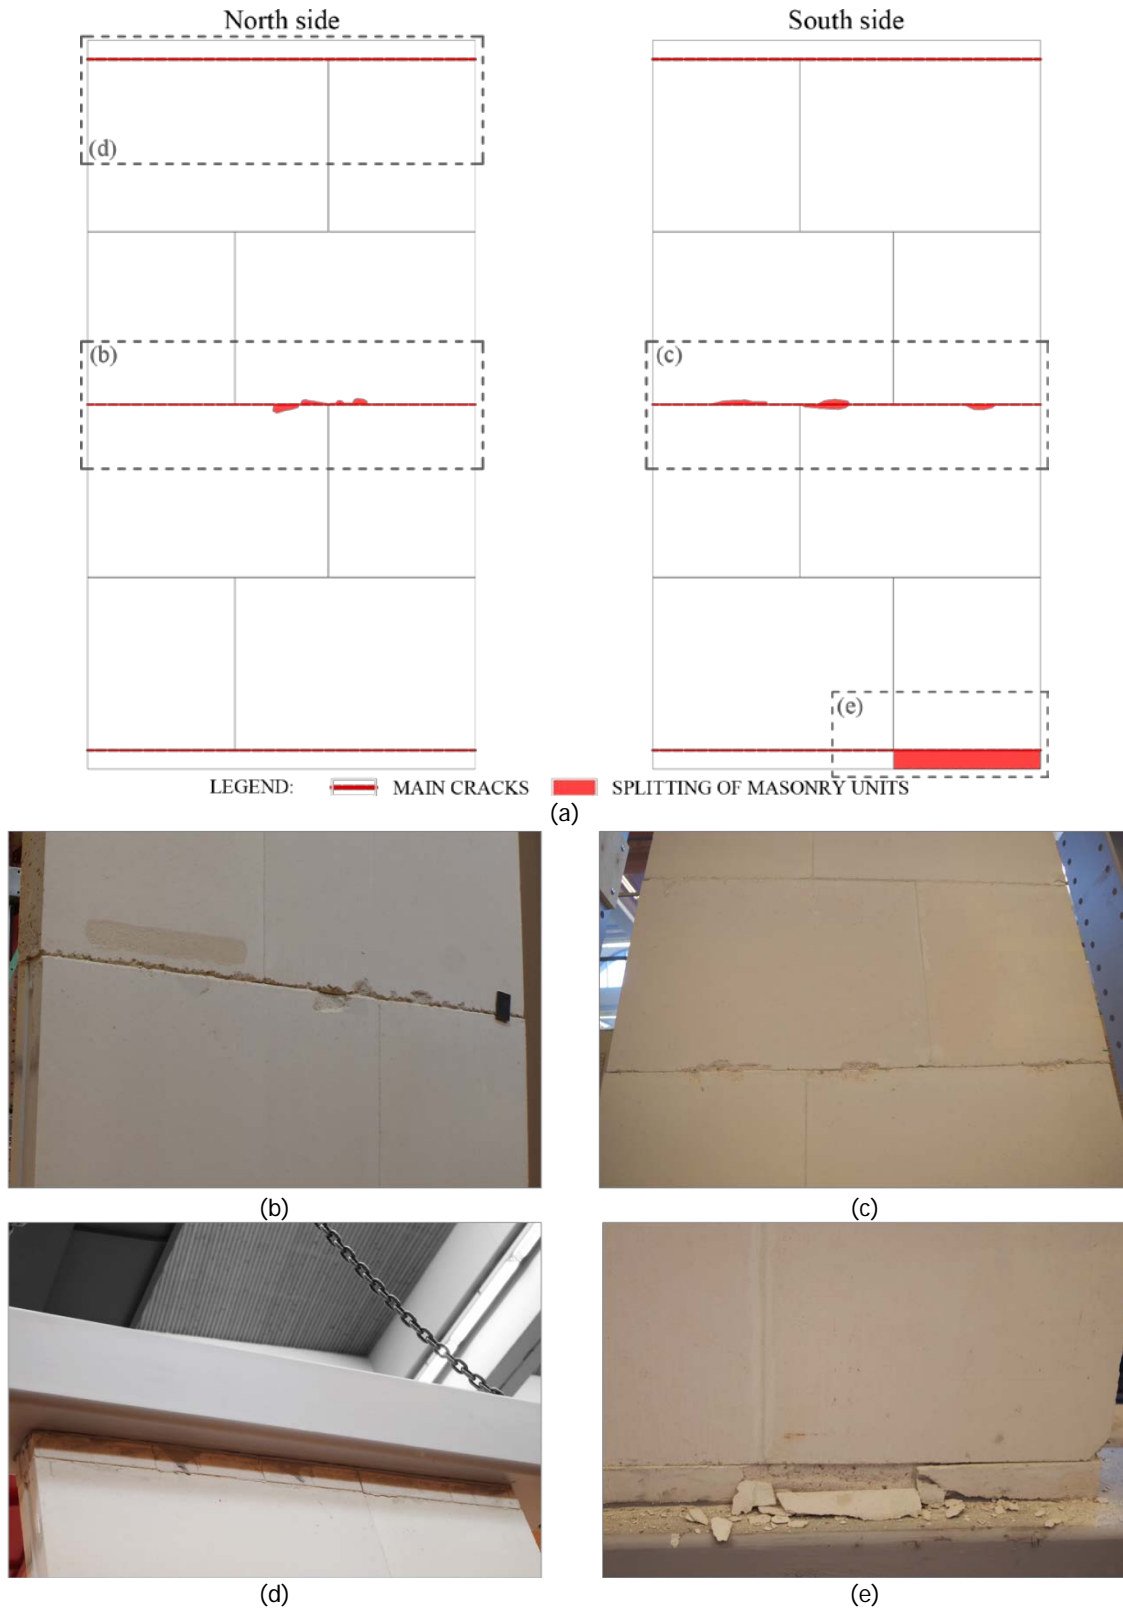 North side
South side
(d)
(b)
(c)
(e)
LEGEND: MAIN CRACKS SPLITTING OF MASONRY UNITS
(a)
(b)
(c)
(d)
(e)